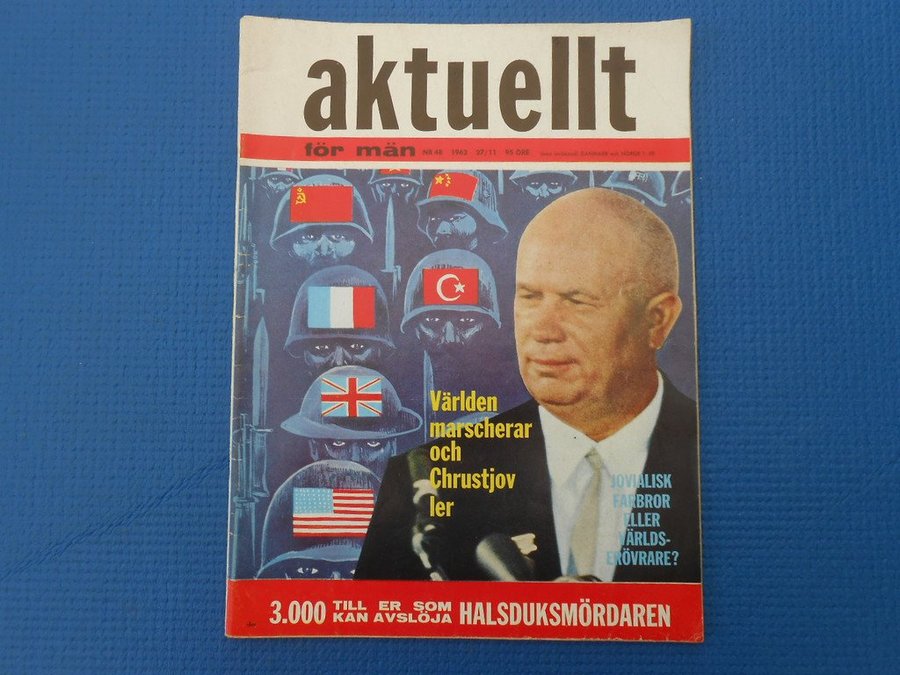 aktuellt
för män NR 48 1963 27/11 95 ÖRE
Världen
marscherar
och
Chrustjov
ler
JOVIALISK
FARBROR
ELLER
VÄRLDS-
ERÖVRARE?
3.000 TILL ER SOM
KAN AVSLÖJA HALSDUKSMÖRDAREN